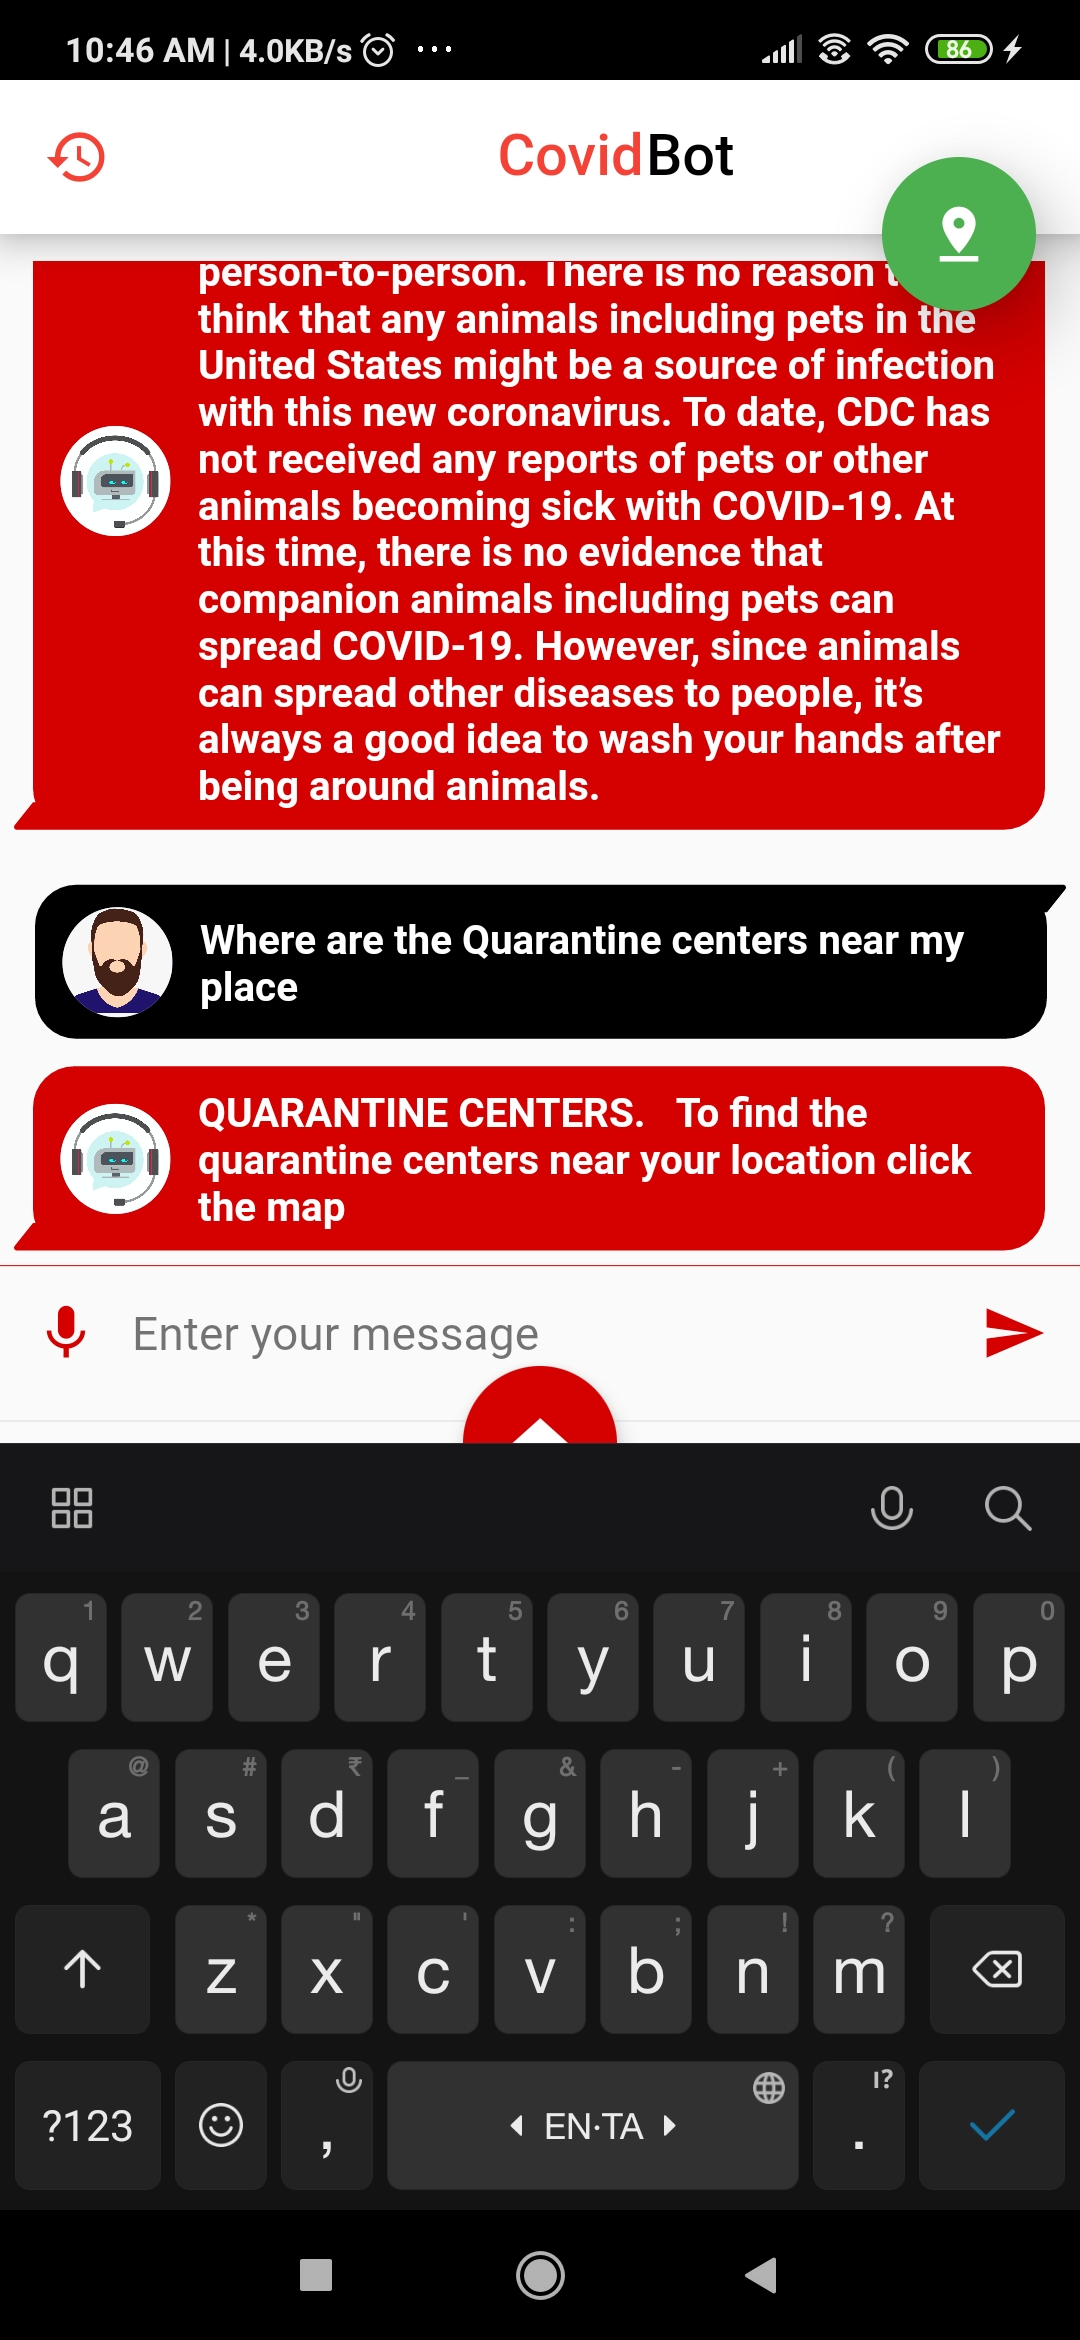 10:46 AM | 4.0KB/s ...
86
CovidBot
person-to-person. There is no reason
think that any animals including pets in the
United States might be a source of infection
with this new coronavirus. To date, CDC has
not received any reports of pets or other
animals becoming sick with COVID-19. At
this time, there is no evidence that
companion animals including pets can
spread COVID-19. However, since animals
can spread other diseases to people, it’s
always a good idea to wash your hands after
being around animals.
Where are the Quarantine centers near my
place
QUARANTINE CENTERS.   To find the
quarantine centers near your location click
the map
Enter your message
1 2 3 4 5 6 7 8 9 0
q w e r t y u i o p
@ # ₹ _ & - + ( )
a s d f g h j k l
* " ' : ; ! ?
z x c v b n m
!?
?123 , EN·TA .